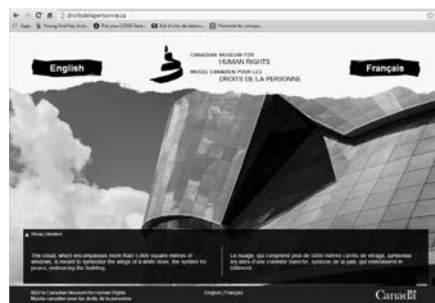 droitsdelapersonne.ca
Apps
English
CANADIAN MUSEUM FOR
HUMAN RIGHTS
MUSÉE CANADIEN POUR LES
DROITS DE LA PERSONNE
Français
The cloud, which encompasses more than 5,000 square metres of
windows, is meant to symbolize the wings of a white dove, the symbol for
peace, embracing the building.
Le nuage, qui comprend plus de 5000 mètres carrés de vitrage, symbolise
les ailes d'une colombe blanche, symbole de la paix, qui embrassent le
bâtiment.
©2014 Canadian Museum for Human Rights
Musée canadien pour les droits de la personne
English | Français
Canada